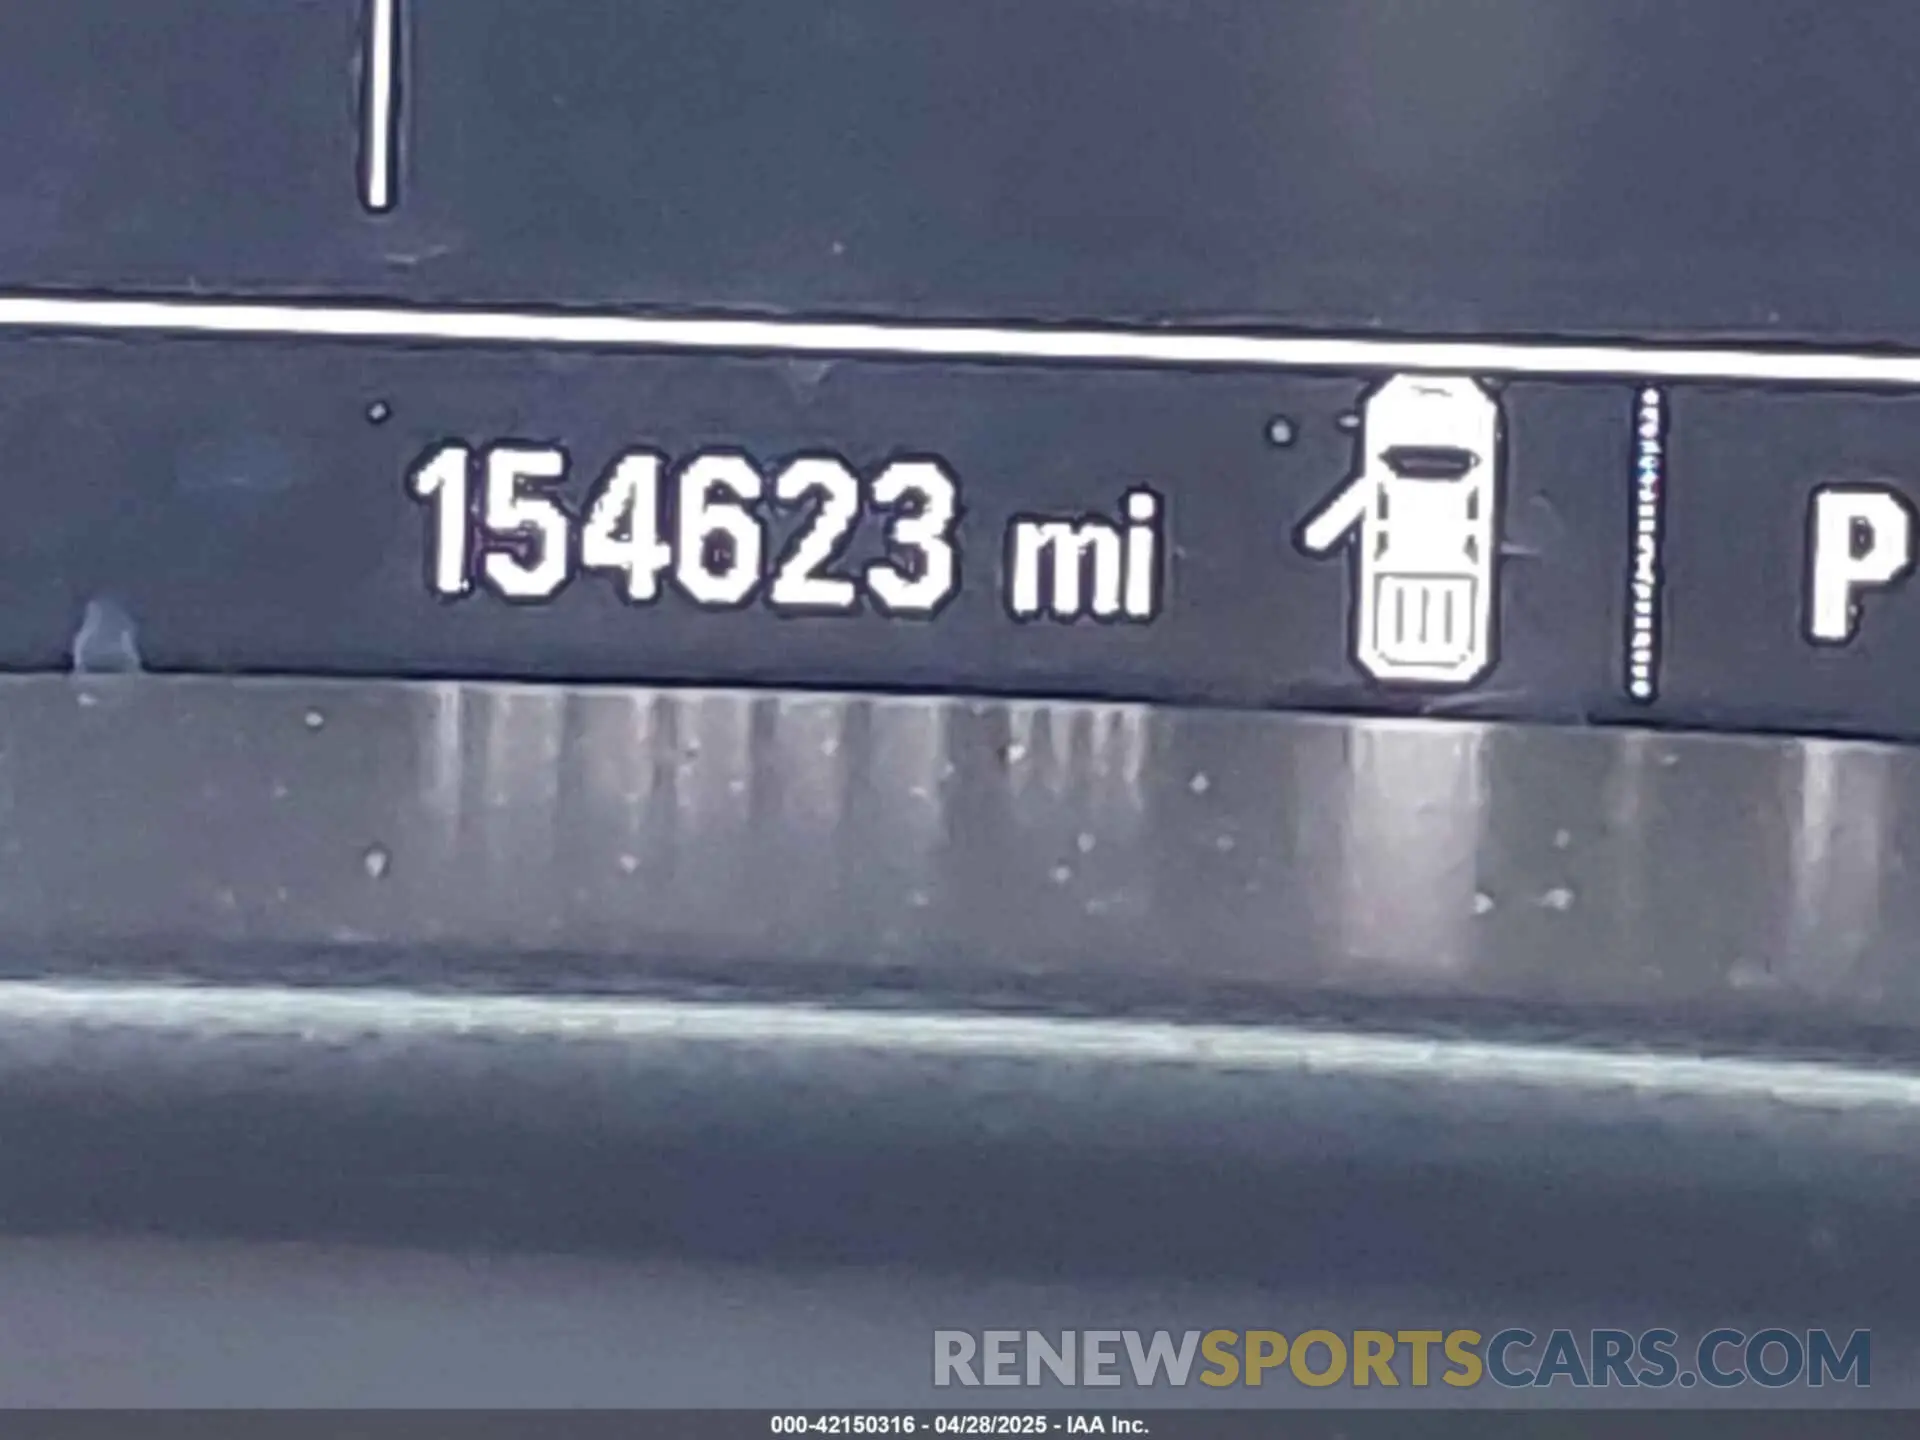 154623 mi P
RENEWSPORTSCARS.COM
000-42150316 - 04/28/2025 - IAA Inc.